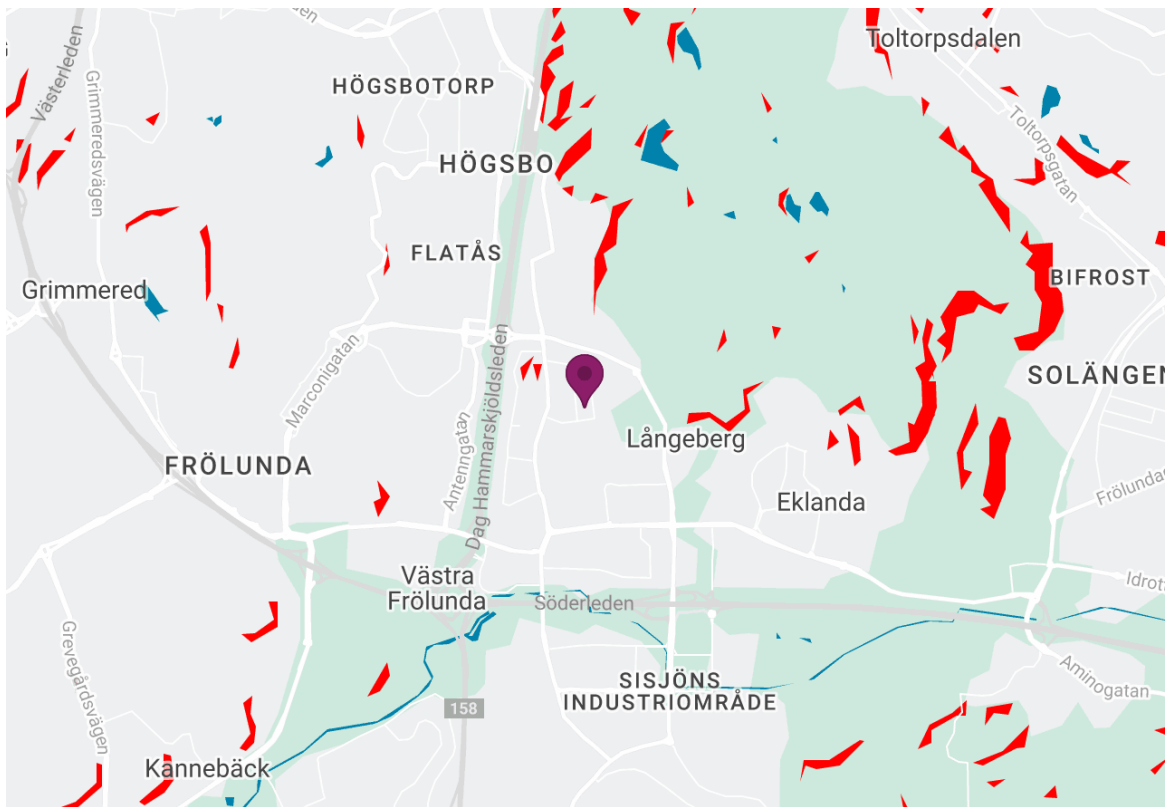 Toltorpsdalen
Västerleden
Grimmeredsvägen
HÖGSBOTORP
Toltorpsgatan
HÖGSBO
FLATÅS
BIFROST
Grimmered
Marconigatan
Dag Hammarskjöldsleden
SOLÄNGEN
Antenngatan
Långeberg
FRÖLUNDA
Eklanda
Frölundag
Västra
Frölunda
Söderleden
Idrott
Grevegårdsvägen
SISJÖNS
INDUSTRIOMRÅDE
Aminogatan
158
Kannebäck